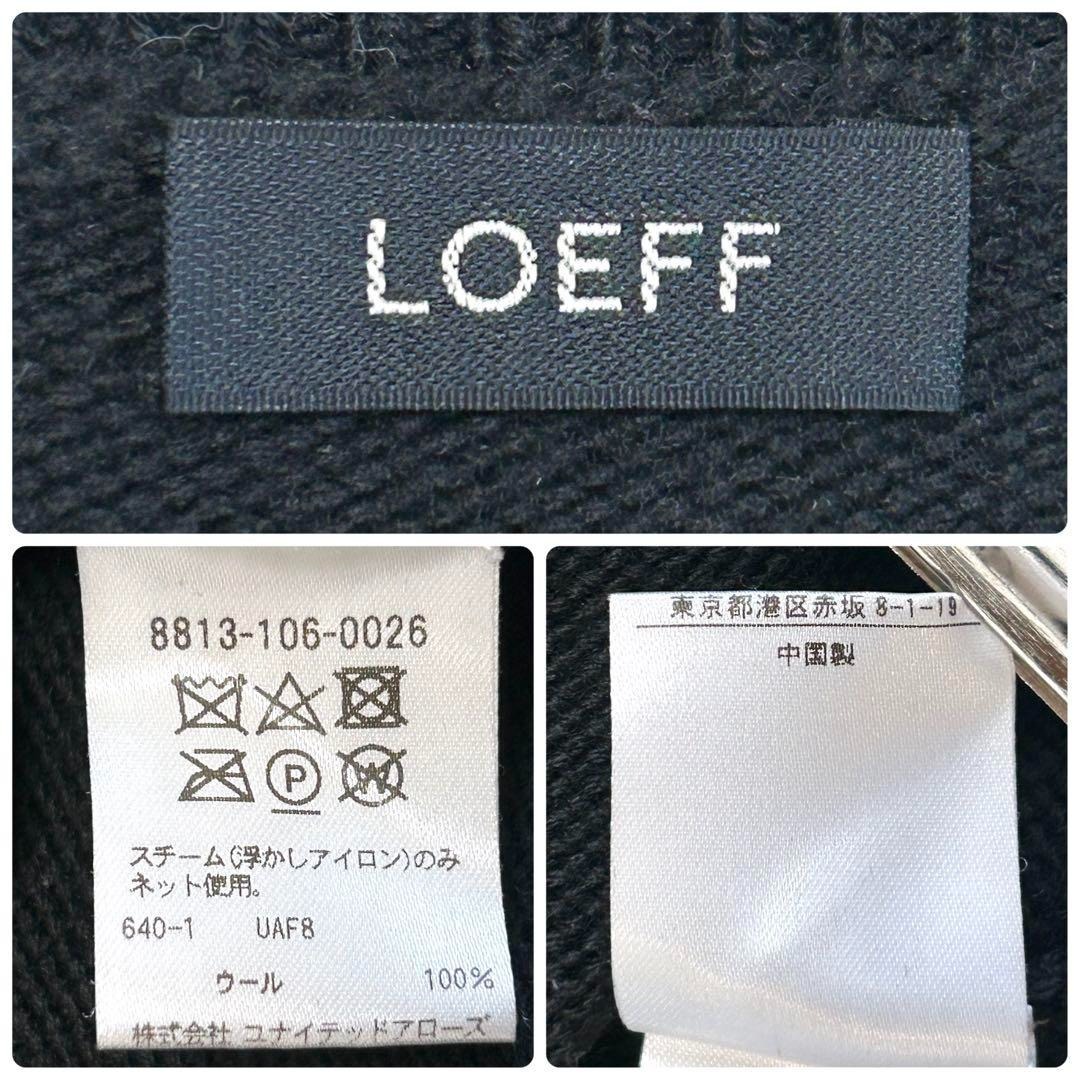 LOEFF
8813-106-0026
P
W
スチーム(浮かしアイロン)のみ
ネット使用。
640-1 UAF8
ウール 100%
株式会社 ユナイテッドアローズ
東京都港区赤坂 8-1-19
中国製